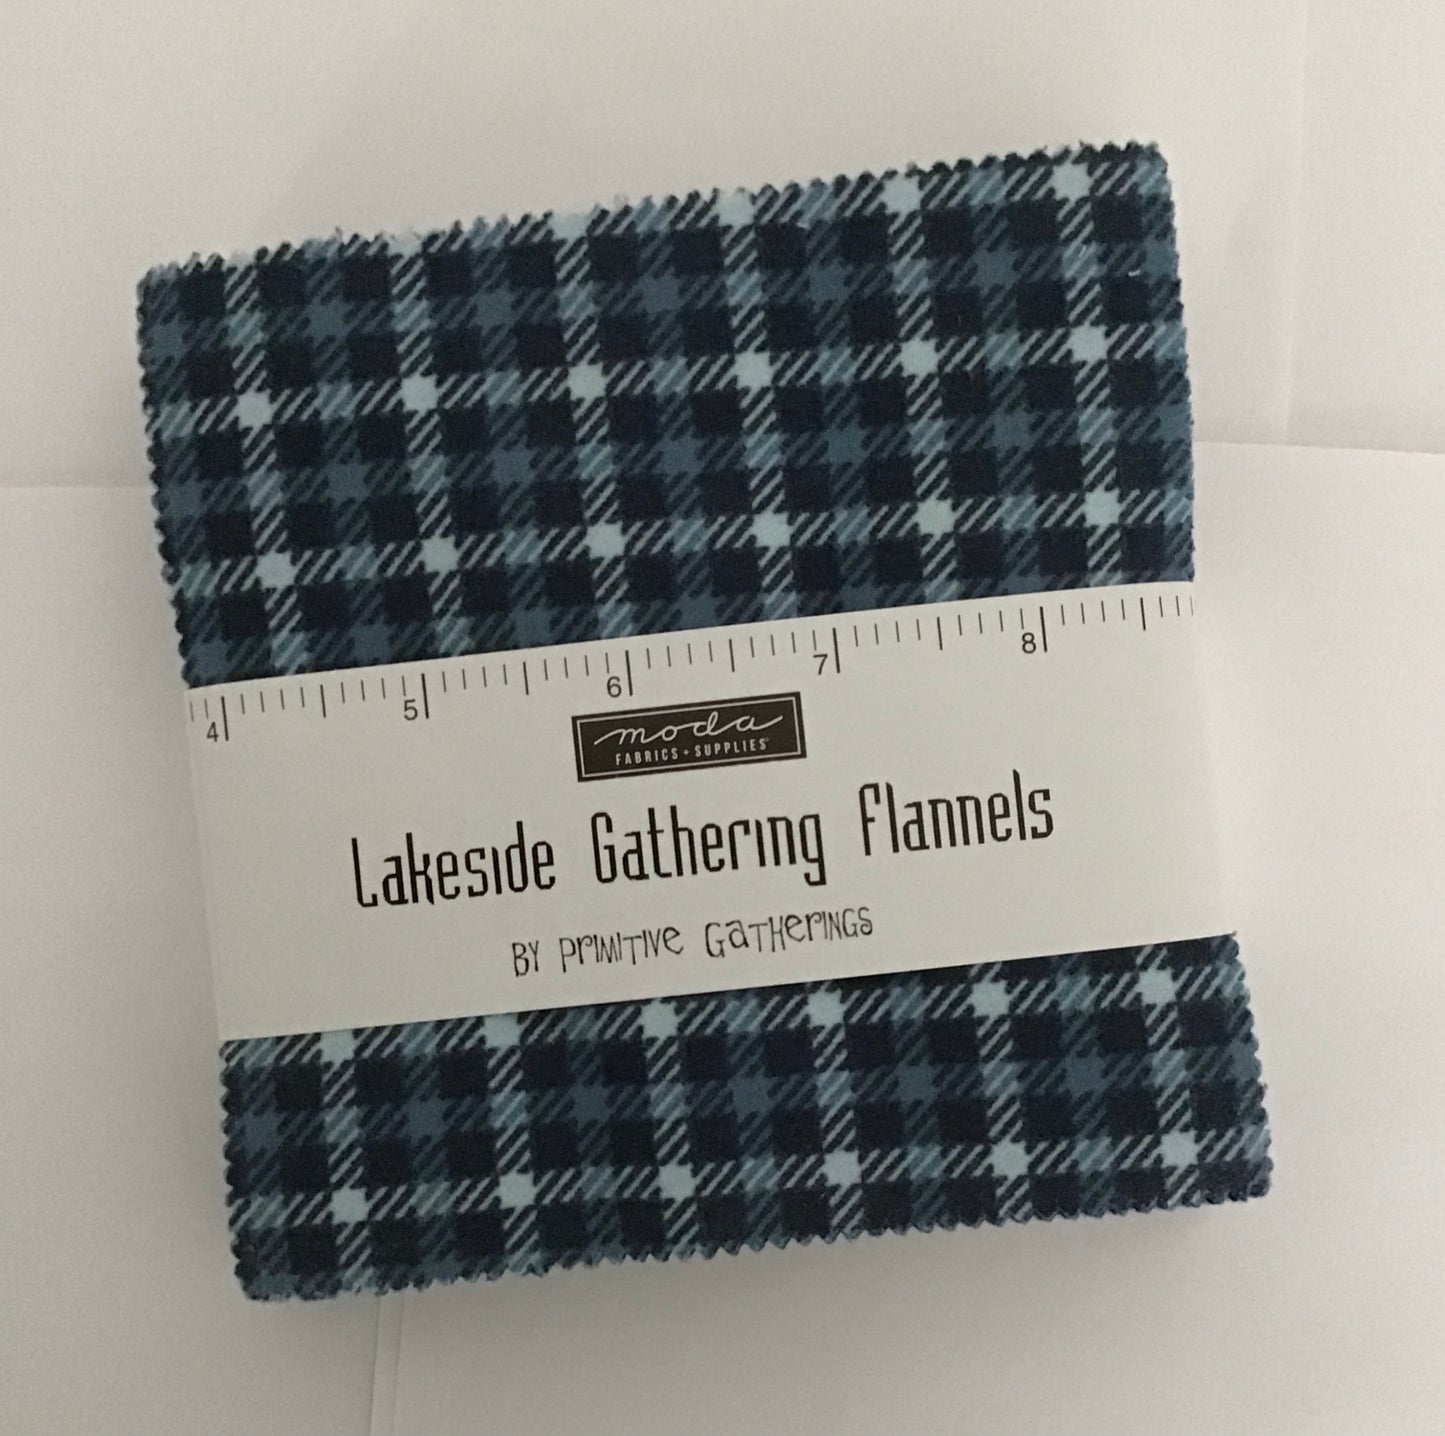 4 5 6 7 8
moda
FABRICS + SUPPLIES
Lakeside Gathering Flannels
BY PRIMITIVE GATHERINGS